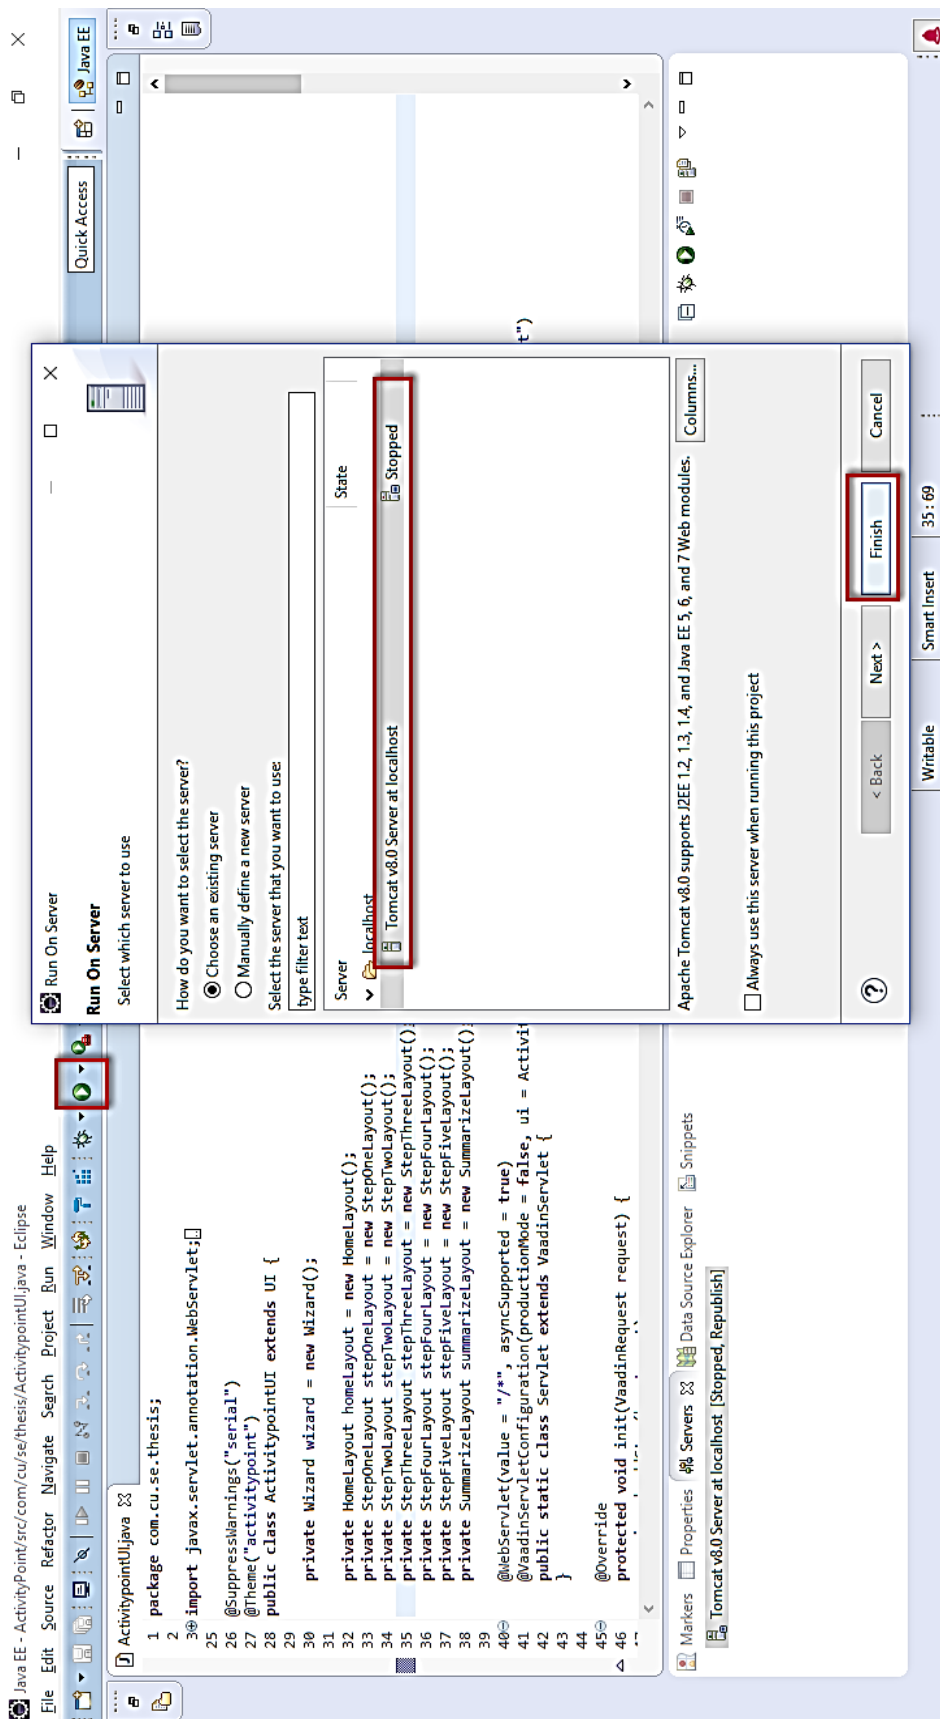 Java EE - ActivityPoint/src/com/cu/se/thesis/ActivitypointUI.java - Eclipse
File Edit Source Refactor Navigate Search Project Run Window Help
Quick Access
Java EE
ActivitypointUI.java
1 package com.cu.se.thesis;
2
3 import javax.servlet.annotation.WebServlet;
25
26 @SuppressWarnings("serial")
27 @Theme("activitypoint")
28 public class ActivitypointUI extends UI {
29
30 private Wizard wizard = new Wizard();
31
32 private HomeLayout homeLayout = new HomeLayout();
33 private StepOneLayout stepOneLayout = new StepOneLayout();
34 private StepTwoLayout stepTwoLayout = new StepTwoLayout();
35 private StepThreeLayout stepThreeLayout = new StepThreeLayout();
36 private StepFourLayout stepFourLayout = new StepFourLayout();
37 private StepFiveLayout stepFiveLayout = new StepFiveLayout();
38 private SummarizeLayout summarizeLayout = new SummarizeLayout()
39
40 @WebServlet(value = "/*", asyncSupported = true)
41 @VaadinServletConfiguration(productionMode = false, ui = Activit
t")
42 public static class Servlet extends VaadinServlet {
43 }
44
45 @Override
46 protected void init(VaadinRequest request) {
Run On Server
Run On Server
Select which server to use
How do you want to select the server?
Choose an existing server
Manually define a new server
Select the server that you want to use:
type filter text
Server State
localhost
Tomcat v8.0 Server at localhost Stopped
Apache Tomcat v8.0 supports J2EE 1.2, 1.3, 1.4, and Java EE 5, 6, and 7 Web modules. Columns...
Always use this server when running this project
< Back Next > Finish Cancel
Markers Properties Servers Data Source Explorer Snippets
Tomcat v8.0 Server at localhost [Stopped, Republish]
Writable Smart Insert 35 : 69